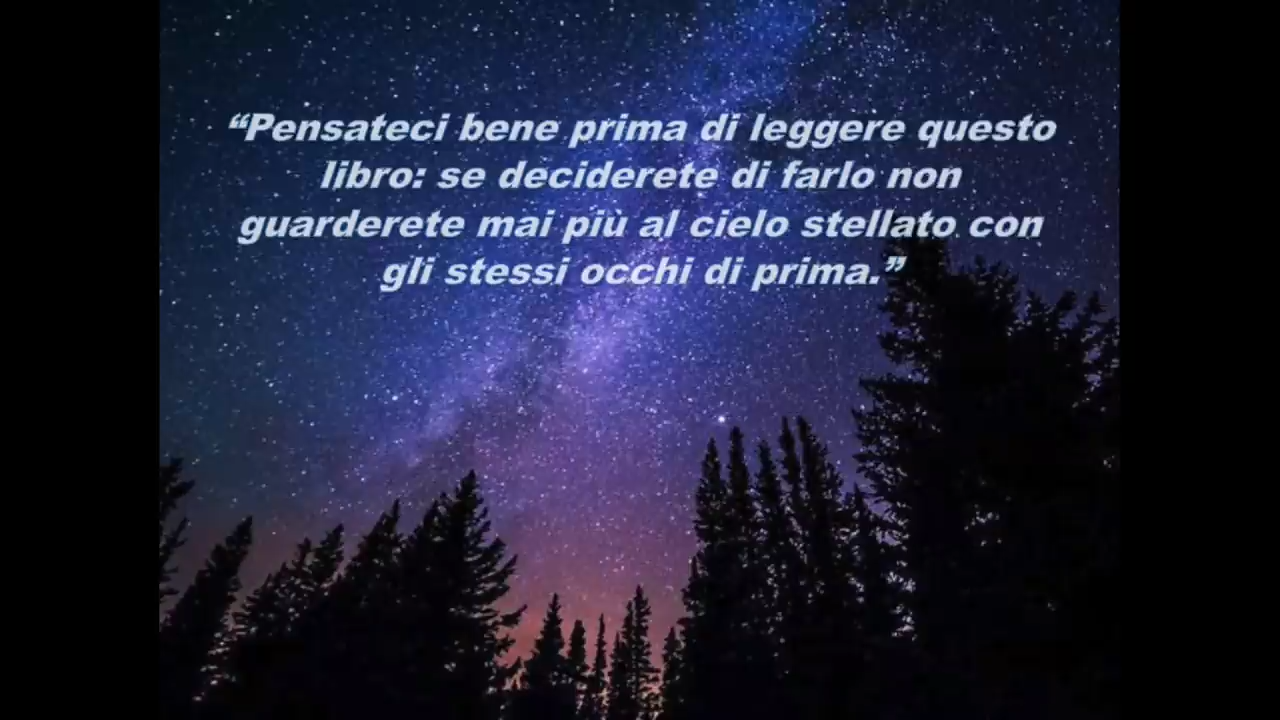 “Pensateci bene prima di leggere questo
libro: se deciderete di farlo non
guarderete mai più al cielo stellato con
gli stessi occhi di prima.”